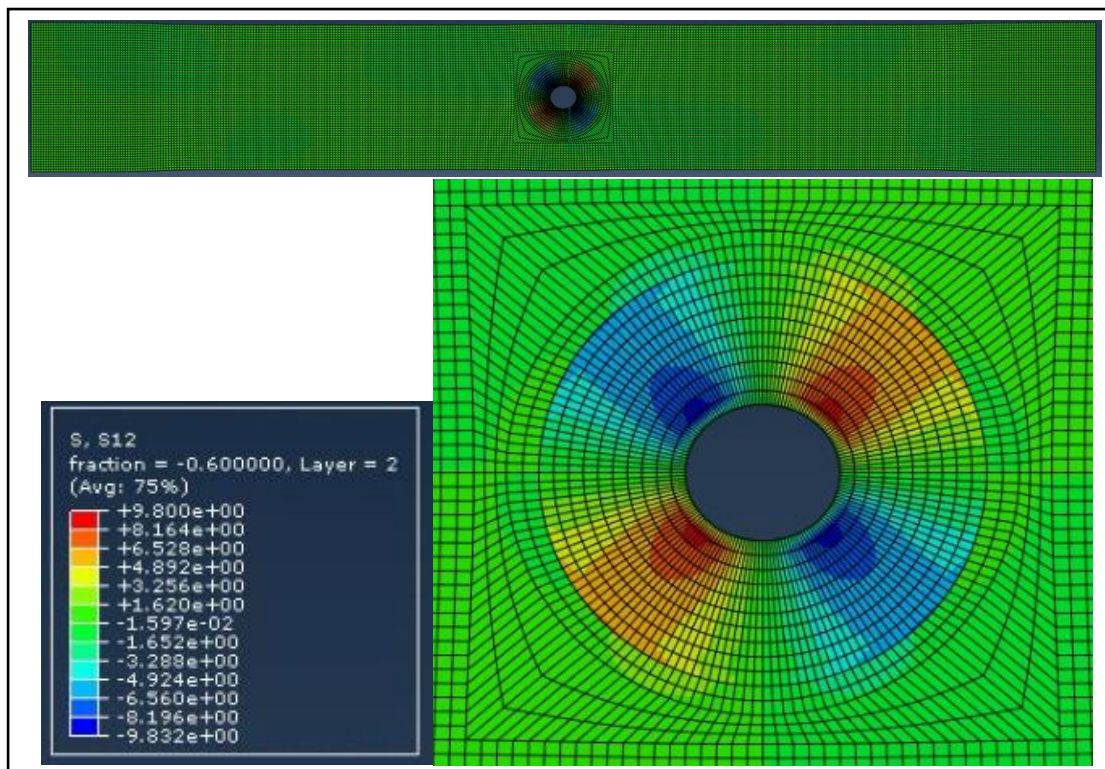 S, S12
fraction = -0.600000, Layer = 2
(Avg: 75%)
+9.800e+00
+8.164e+00
+6.528e+00
+4.892e+00
+3.256e+00
+1.620e+00
-1.597e-02
-1.652e+00
-3.288e+00
-4.924e+00
-6.560e+00
-8.196e+00
-9.832e+00